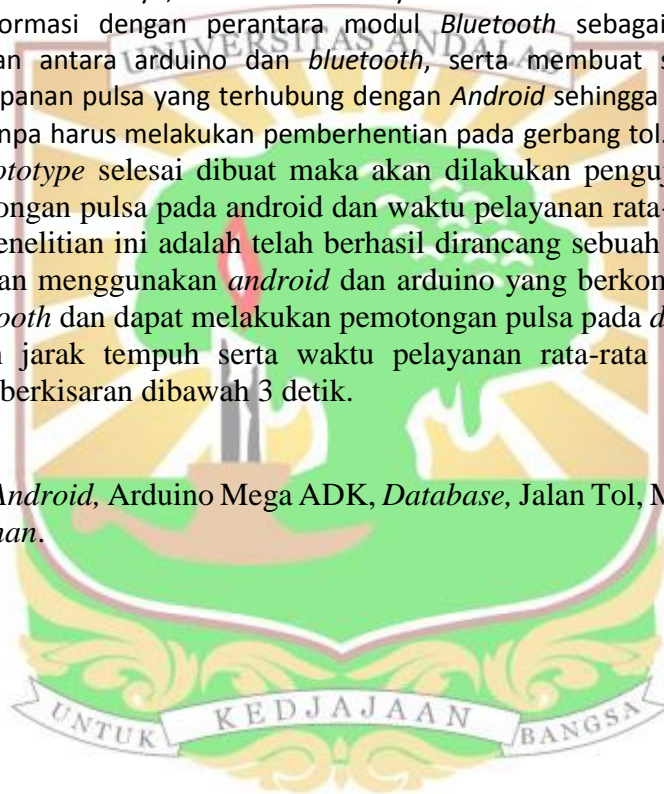 ormasi dengan perantara modul Bluetooth sebagai
an antara arduino dan bluetooth, serta membuat s
panan pulsa yang terhubung dengan Android sehingga
npa harus melakukan pemberhentian pada gerbang tol.
ototype selesai dibuat maka akan dilakukan pengu
ongan pulsa pada android dan waktu pelayanan rata-
enelitian ini adalah telah berhasil dirancang sebuah
an menggunakan android dan arduino yang berkon
ooth dan dapat melakukan pemotongan pulsa pada d
n jarak tempuh serta waktu pelayanan rata-rata
berkisaran dibawah 3 detik.
Android, Arduino Mega ADK, Database, Jalan Tol, M
nan.
UNIVERSITAS ANDALAS
UNTUK KEDJAJAAN BANGSA